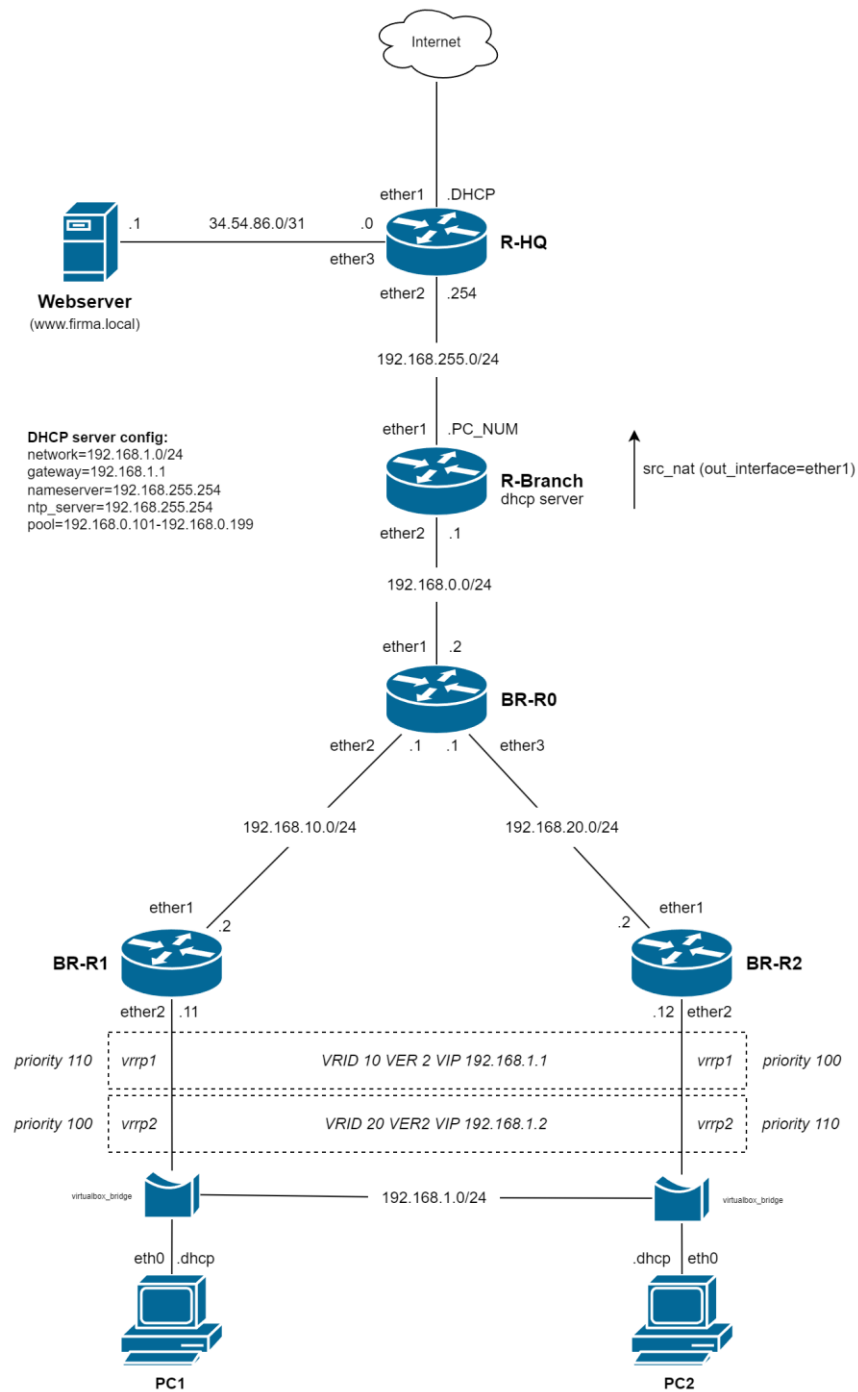 Internet
ether1 .DHCP
.1 34.54.86.0/31 .0
R-HQ
ether3
ether2 .254
Webserver
(www.firma.local)
192.168.255.0/24
DHCP server config:
network=192.168.1.0/24
gateway=192.168.1.1
nameserver=192.168.255.254
ntp_server=192.168.255.254
pool=192.168.0.101-192.168.0.199
ether1 .PC_NUM
R-Branch
dhcp server
src_nat (out_interface=ether1)
ether2 .1
192.168.0.0/24
ether1 .2
BR-R0
ether2 .1 .1 ether3
192.168.10.0/24 192.168.20.0/24
ether1 ether1
.2 .2
BR-R1 BR-R2
ether2 .11 .12 ether2
priority 110 vrrp1 VRID 10 VER 2 VIP 192.168.1.1 vrrp1 priority 100
priority 100 vrrp2 VRID 20 VER2 VIP 192.168.1.2 vrrp2 priority 110
virtualbox_bridge 192.168.1.0/24 virtualbox_bridge
eth0 .dhcp .dhcp eth0
PC1 PC2